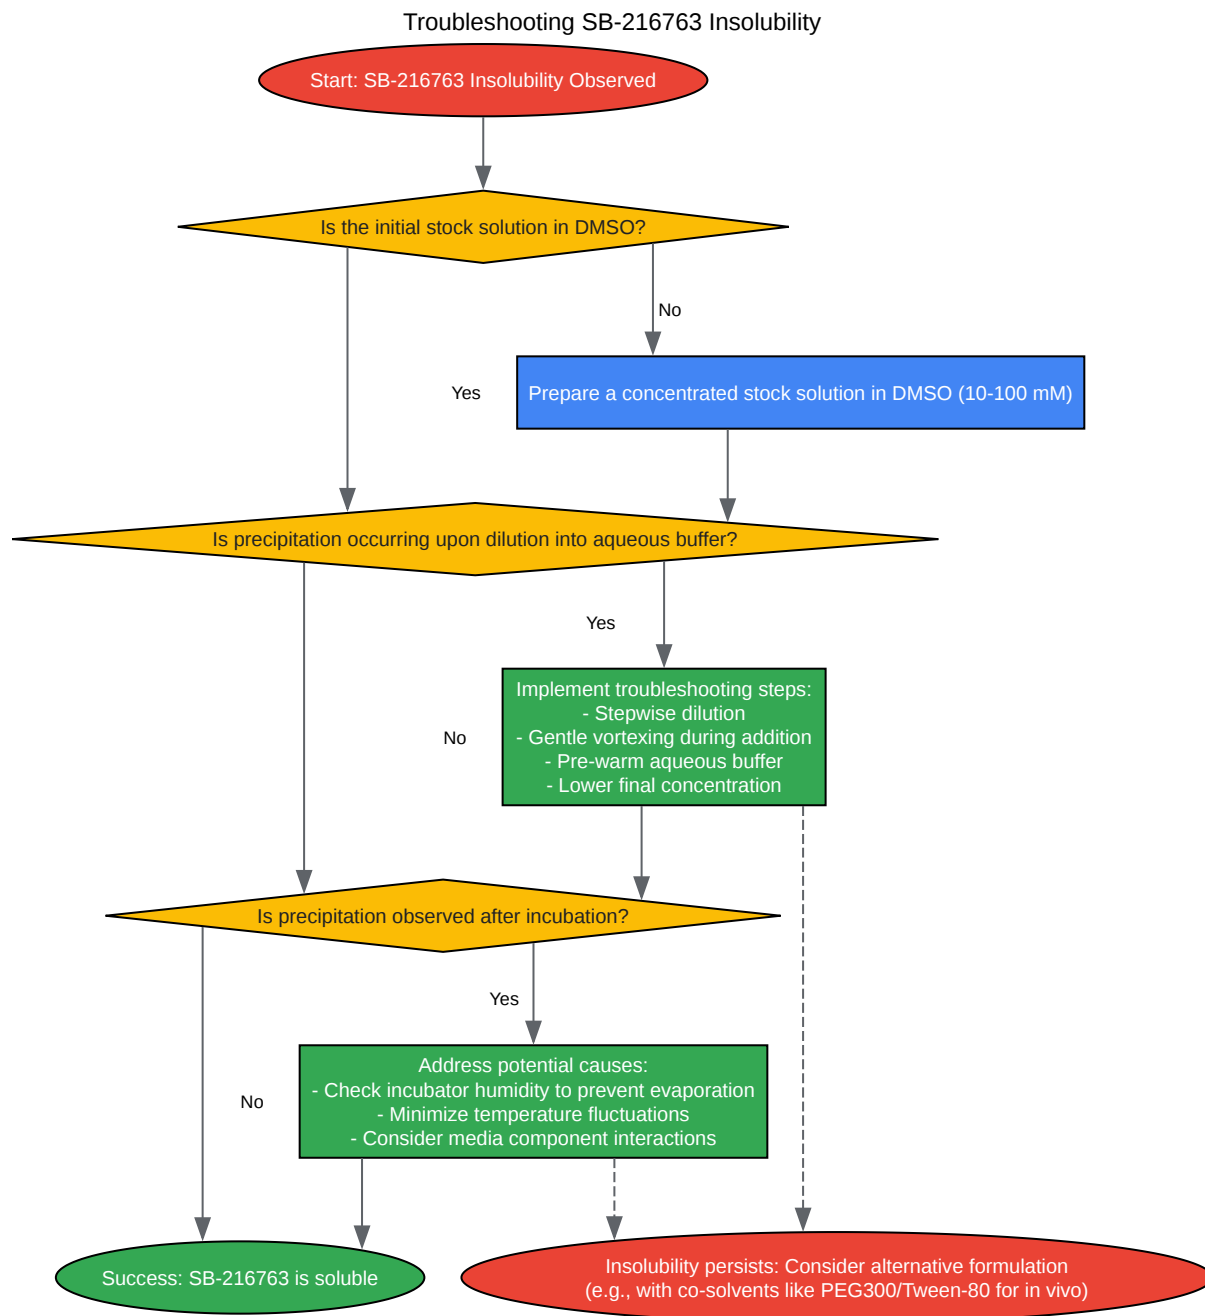 Troubleshooting SB-216763 Insolubility
Start: SB-216763 Insolubility Observed
Is the initial stock solution in DMSO?
No
Yes
Prepare a concentrated stock solution in DMSO (10-100 mM)
Is precipitation occurring upon dilution into aqueous buffer?
Yes
No
Implement troubleshooting steps:
- Stepwise dilution
- Gentle vortexing during addition
- Pre-warm aqueous buffer
- Lower final concentration
Is precipitation observed after incubation?
Yes
No
Address potential causes:
- Check incubator humidity to prevent evaporation
- Minimize temperature fluctuations
- Consider media component interactions
Success: SB-216763 is soluble
Insolubility persists: Consider alternative formulation
(e.g., with co-solvents like PEG300/Tween-80 for in vivo)